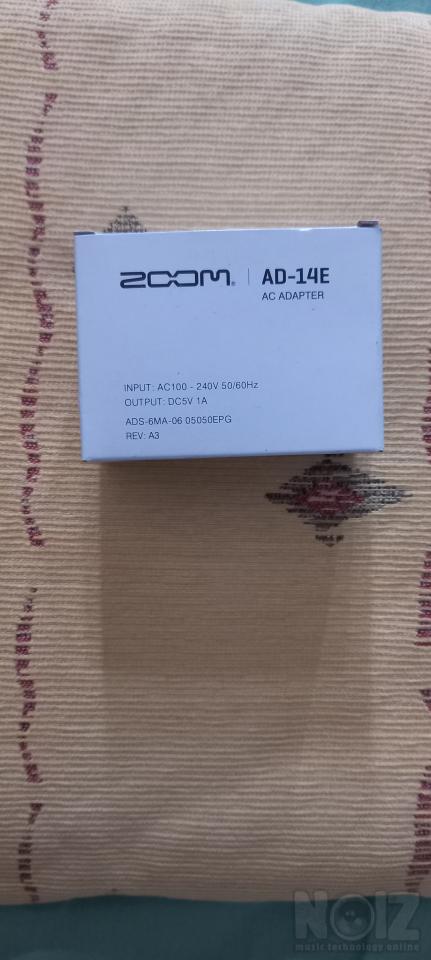 ZOOM. | AD-14E
AC ADAPTER
INPUT: AC100 - 240V 50/60Hz
OUTPUT: DC5V 1A
ADS-6MA-06 05050EPG
REV: A3
NOIZ
music technology online